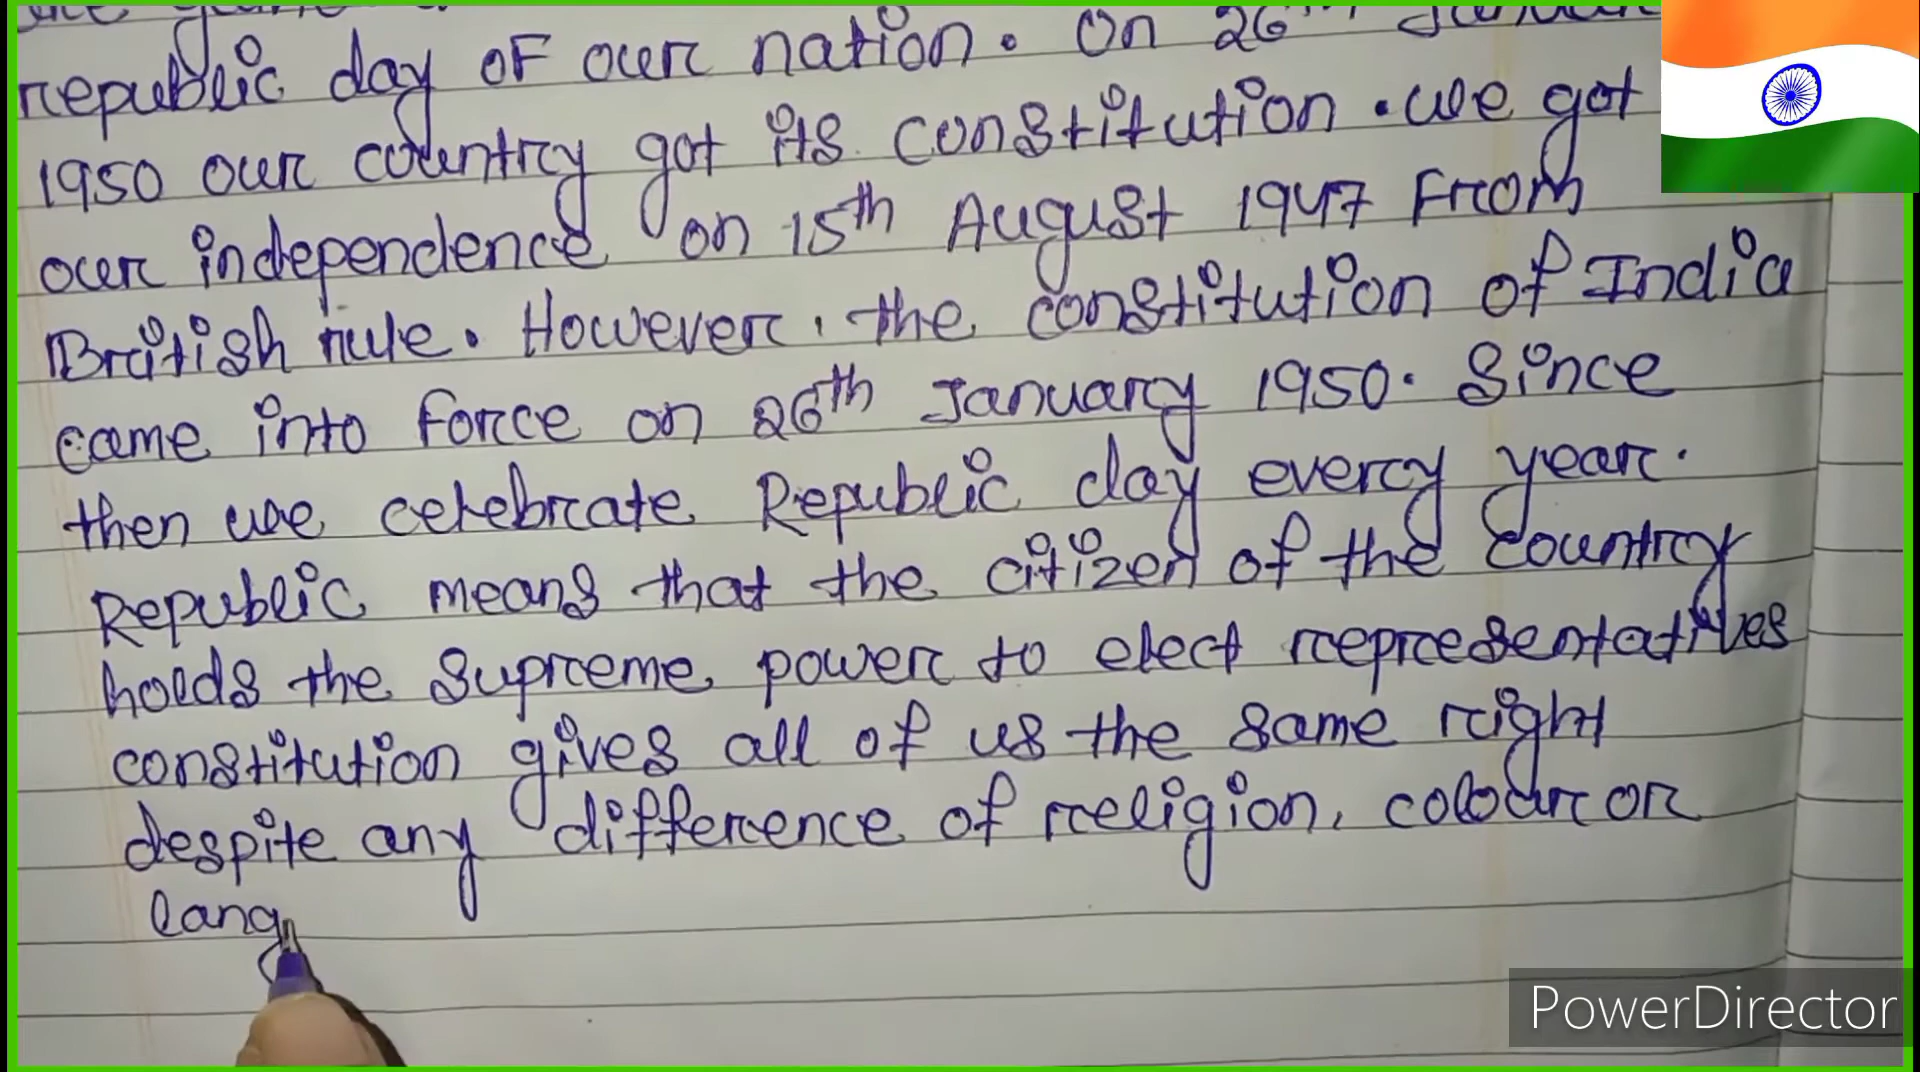 republic day of our nation. On 26th
1950 our country got its constitution. we got
our independence on 15th August 1947 From
British rule. However, the constitution of India
came into force on 26th January 1950. Since
then we celebrate Republic day every year.
Republic means that the citizen of the country
holds the supreme power to elect representatives
constitution gives all of us the same right
despite any difference of religion, colour or
lang
PowerDirector